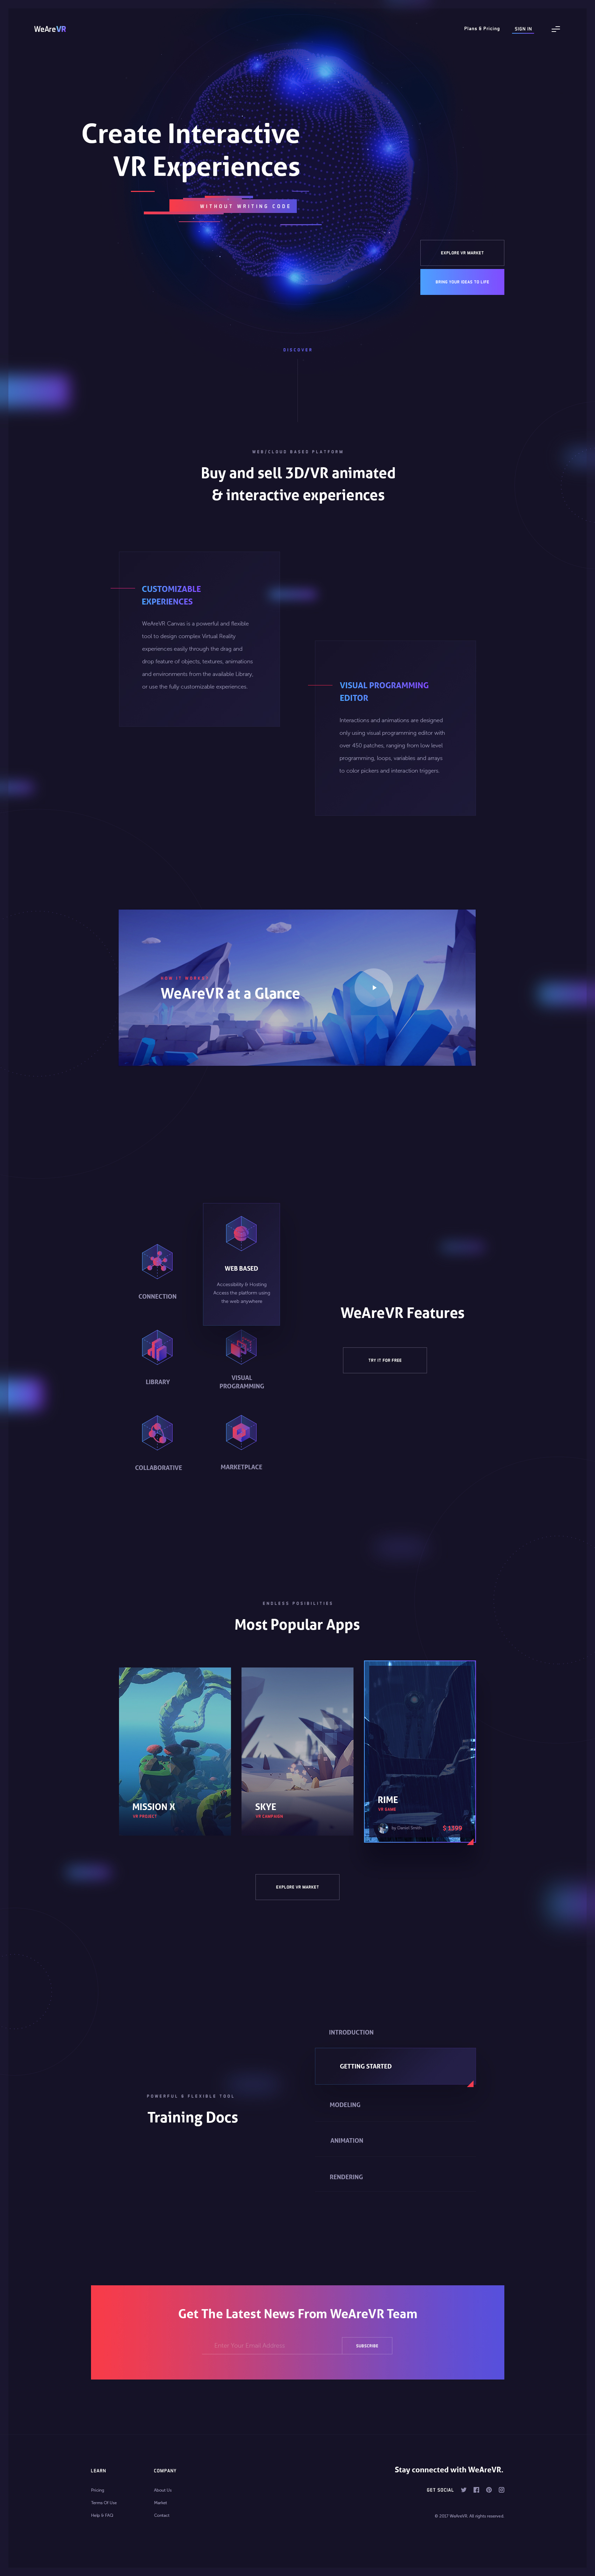 WeAreVR
Plans & Pricing
SIGN IN
Create Interactive
VR Experiences
WITHOUT WRITING CODE
EXPLORE VR MARKET
BRING YOUR IDEAS TO LIFE
DISCOVER
WEB/CLOUD BASED PLATFORM
Buy and sell 3D/VR animated
& interactive experiences
CUSTOMIZABLE
EXPERIENCES
WeAreVR Canvas is a powerful and flexible
tool to design complex Virtual Reality
experiences easily through the drag and
drop feature of objects, textures, animations
and environments from the available Library,
or use the fully customizable experiences.
VISUAL PROGRAMMING
EDITOR
Interactions and animations are designed
only using visual programming editor with
over 450 patches, ranging from low level
programming, loops, variables and arrays
to color pickers and interaction triggers.
HOW IT WORKS?
WeAreVR at a Glance
WEB BASED
Accessibility & Hosting
Access the platform using
the web anywhere
CONNECTION
WeAreVR Features
TRY IT FOR FREE
LIBRARY
VISUAL
PROGRAMMING
COLLABORATIVE
MARKETPLACE
ENDLESS POSIBILITIES
Most Popular Apps
MISSION X
VR PROJECT
SKYE
VR CAMPAIGN
RIME
VR GAME
by Daniel Smith
$ 1599
EXPLORE VR MARKET
INTRODUCTION
GETTING STARTED
POWERFUL & FLEXIBLE TOOL
Training Docs
MODELING
ANIMATION
RENDERING
Get The Latest News From WeAreVR Team
Enter Your Email Address
SUBSCRIBE
LEARN
COMPANY
Stay connected with WeAreVR.
Pricing
About Us
GET SOCIAL
Terms Of Use
Market
Help & FAQ
Contact
© 2017 WeAreVR. All rights reserved.